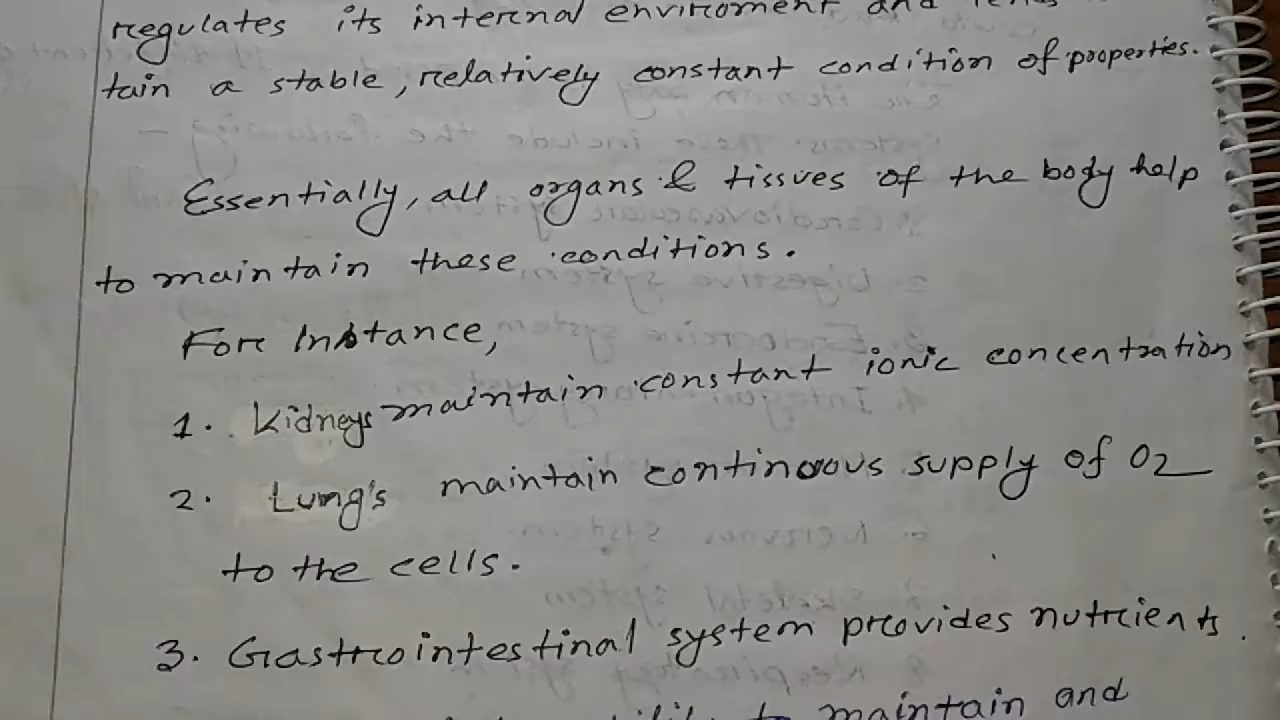 regulates its internal enviroment and
tain a stable, relatively constant condition of properties.
Essentially, all organs & tissues of the body help
to maintain these conditions.
For Instance,
1. Kidneys maintain constant ionic concentration
2. Lung's maintain continous supply of O2
to the cells.
3. Gastrointestinal system provides nutrients.
to maintain and